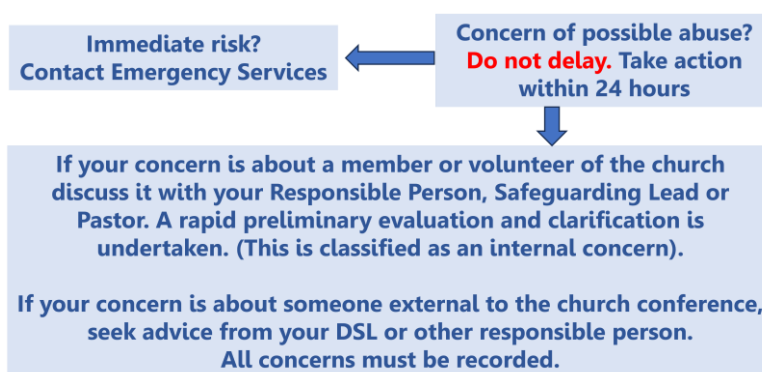 Immediate risk?
Contact Emergency Services
Concern of possible abuse?
Do not delay. Take action
within 24 hours
If your concern is about a member or volunteer of the church
discuss it with your Responsible Person, Safeguarding Lead or
Pastor. A rapid preliminary evaluation and clarification is
undertaken. (This is classified as an internal concern).
If your concern is about someone external to the church conference,
seek advice from your DSL or other responsible person.
All concerns must be recorded.